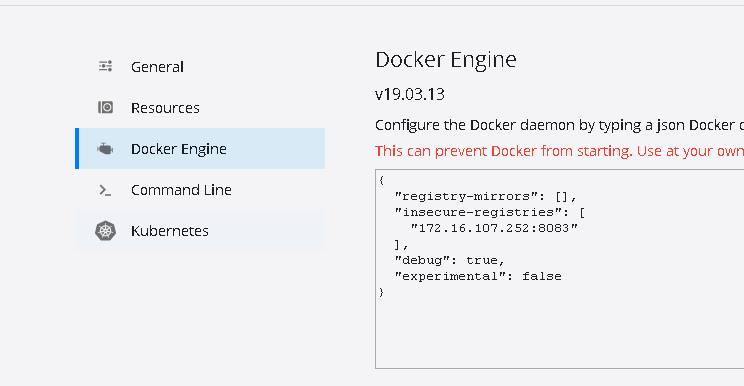 General
Resources
Docker Engine
Command Line
Kubernetes
Docker Engine
v19.03.13
Configure the Docker daemon by typing a json Docker
This can prevent Docker from starting. Use at your own
{
"registry-mirrors": [],
"insecure-registries": [
"172.16.107.252:8083"
],
"debug": true,
"experimental": false
}